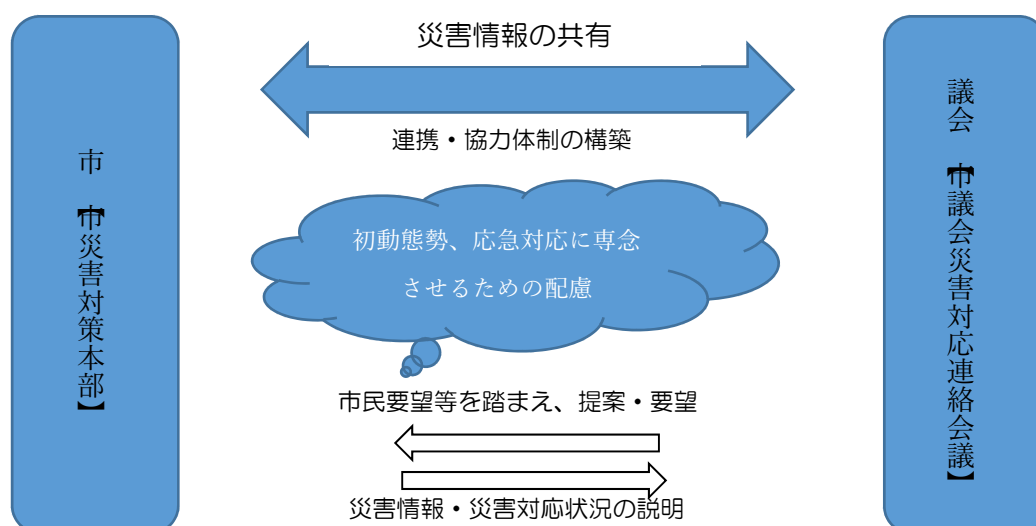 災害情報の共有
連携・協力体制の構築
市　【市災害対策本部】
初動態勢、応急対応に専念
させるための配慮
議会　【市議会災害対応連絡会議】
市民要望等を踏まえ、提案・要望
災害情報・災害対応状況の説明